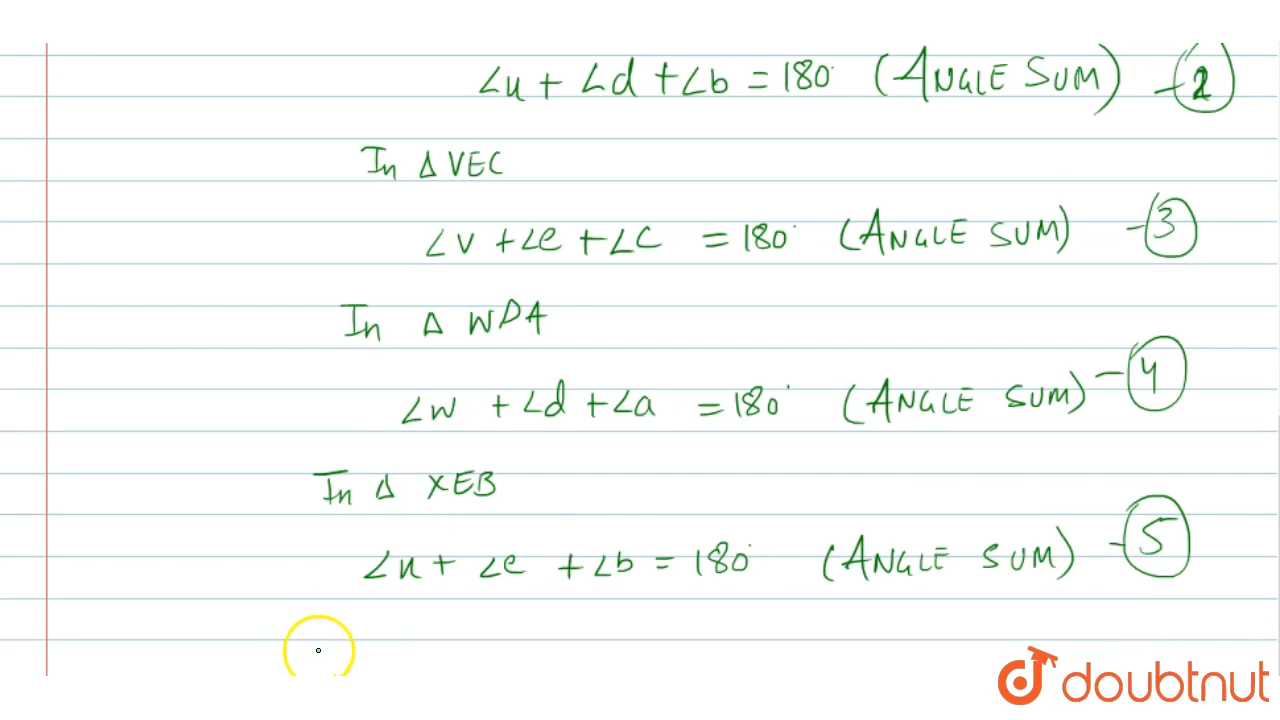 ∠u + ∠d + ∠b = 180° (ANGLE SUM) - 2
In Δ VEC
∠v + ∠e + ∠c = 180° (ANGLE SUM) - 3
In Δ WDA
∠w + ∠d + ∠a = 180° (ANGLE SUM) - 4
In Δ XEB
∠x + ∠e + ∠b = 180° (ANGLE SUM) - 5
doubtnut